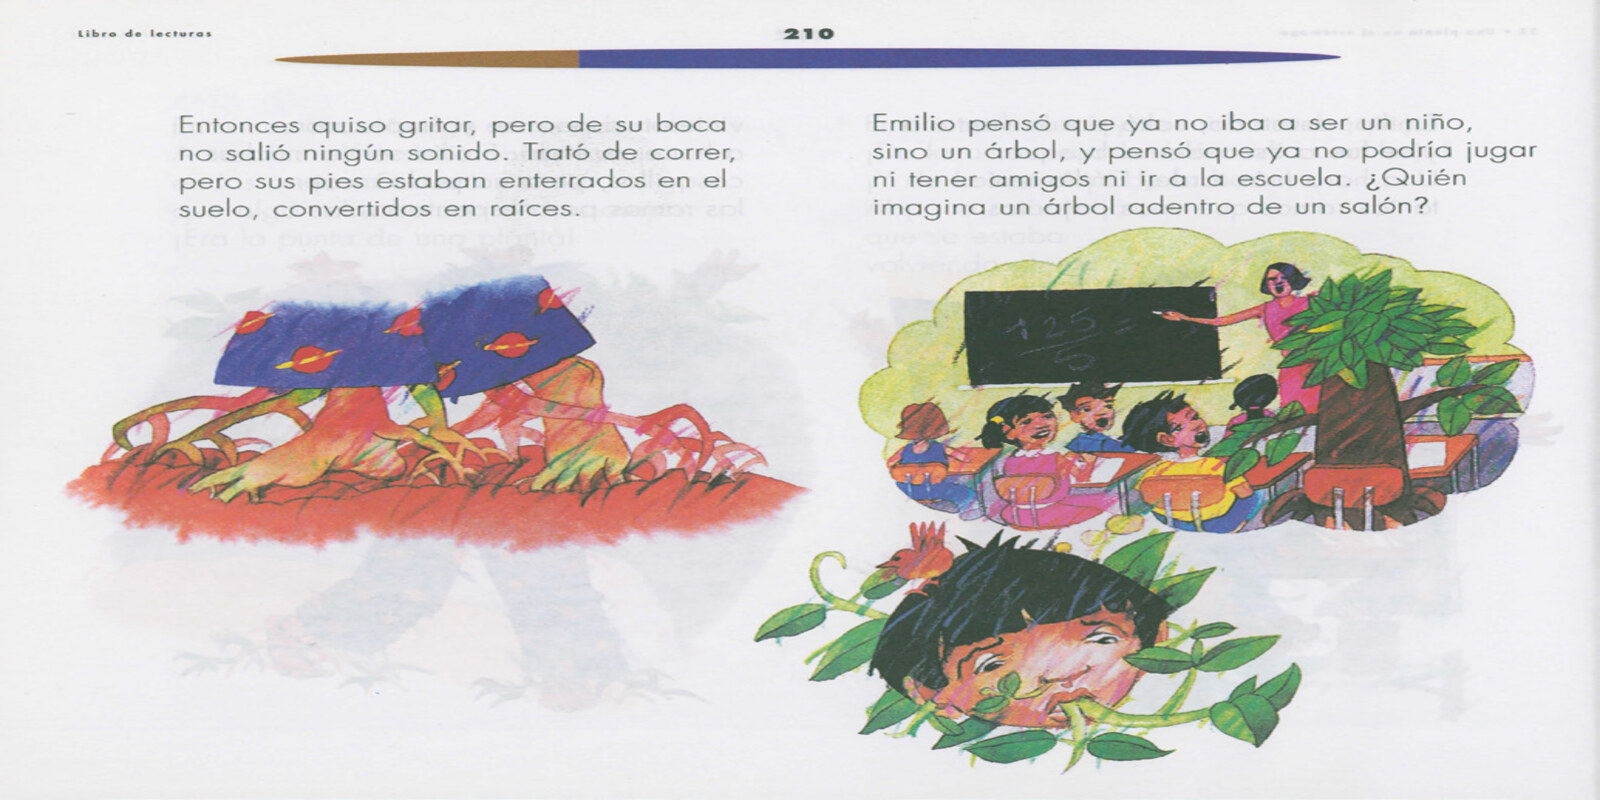 Libro de lecturas
210
Entonces quiso gritar, pero de su boca
no salió ningún sonido. Trató de correr,
pero sus pies estaban enterrados en el
suelo, convertidos en raíces.
Emilio pensó que ya no iba a ser un niño,
sino un árbol, y pensó que ya no podría jugar
ni tener amigos ni ir a la escuela. ¿Quién
imagina un árbol adentro de un salón?
125 =
5